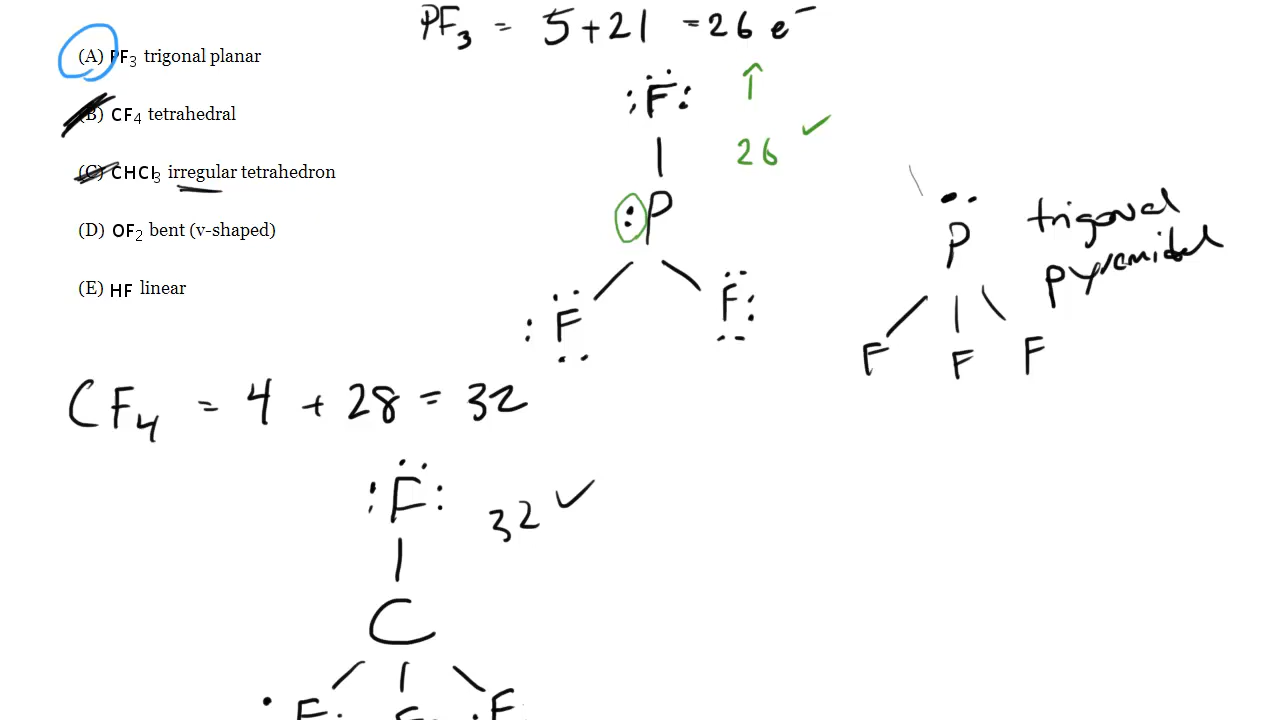 PF₃ = 5 + 21 = 26 e⁻
(A) PF₃ trigonal planar
:F:
26 ✓
(B) CF₄ tetrahedral
(C) CHCl₃ irregular tetrahedron
:P
P
trigonal
pyramidal
(D) OF₂ bent (v-shaped)
(E) HF linear
:F
F:
F
F
F
CF₄ = 4 + 28 = 32
:F:
32 ✓
C
F
F
F